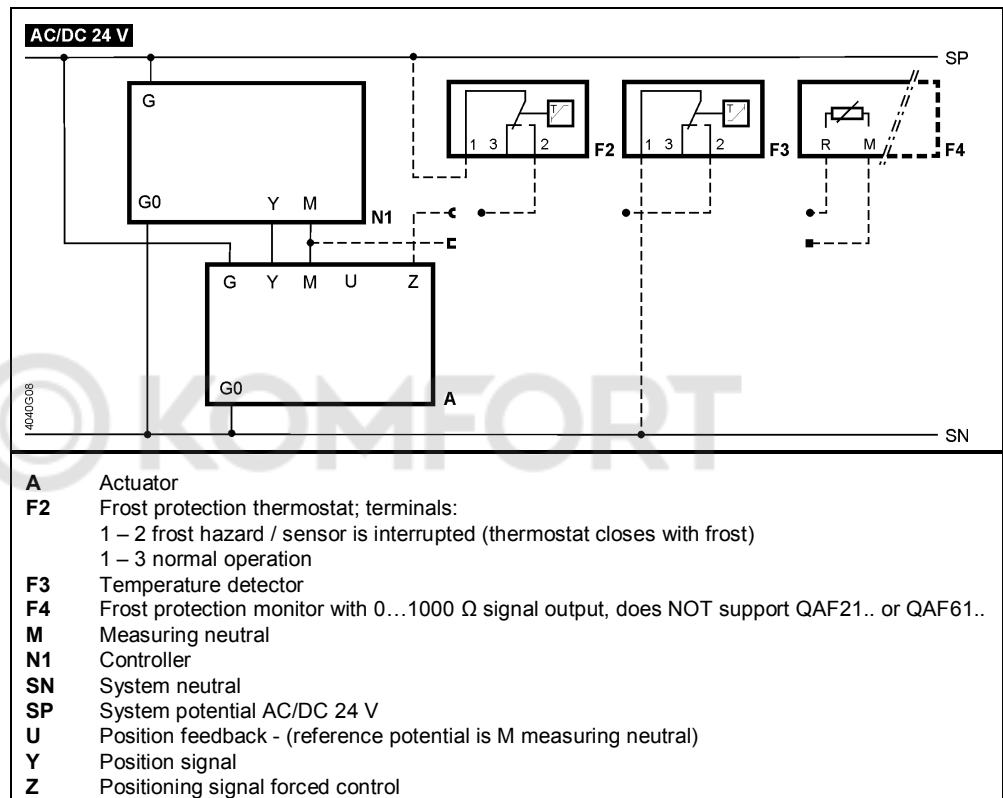 AC/DC 24 V
SP
G
1 3 2
F2
1 3 2
F3
R M
F4
G0 Y M
N1
G Y M U Z
G0
A
4040G08
SN
KOMFORT
A Actuator
F2 Frost protection thermostat; terminals:
1 – 2 frost hazard / sensor is interrupted (thermostat closes with frost)
1 – 3 normal operation
F3 Temperature detector
F4 Frost protection monitor with 0…1000 Ω signal output, does NOT support QAF21.. or QAF61..
M Measuring neutral
N1 Controller
SN System neutral
SP System potential AC/DC 24 V
U Position feedback - (reference potential is M measuring neutral)
Y Position signal
Z Positioning signal forced control